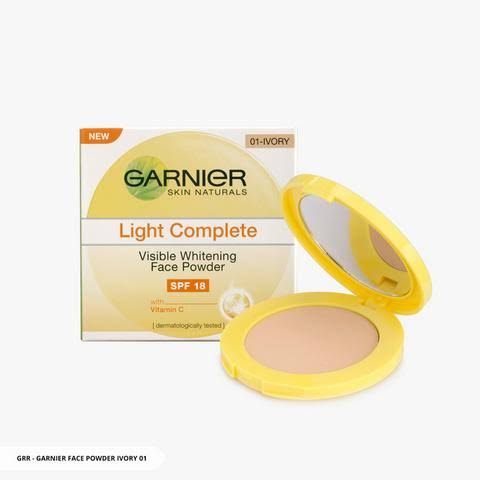 NEW
01-IVORY
GARNIER
SKIN NATURALS
Light Complete
Visible Whitening
Face Powder
SPF 18
with
Vitamin C
[ dermatologically tested ]
GRR - GARNIER FACE POWDER IVORY 01